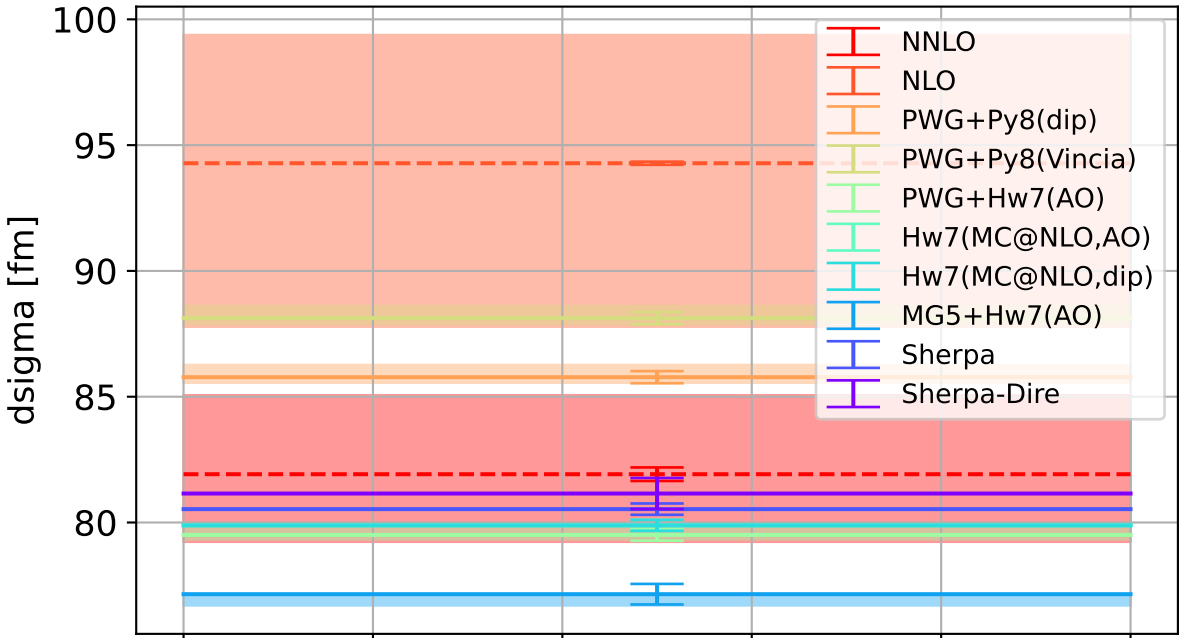 100
95
90
85
80
dsigma [fm]
NNLO
NLO
PWG+Py8(dip)
PWG+Py8(Vincia)
PWG+Hw7(AO)
Hw7(MC@NLO,AO)
Hw7(MC@NLO,dip)
MG5+Hw7(AO)
Sherpa
Sherpa-Dire